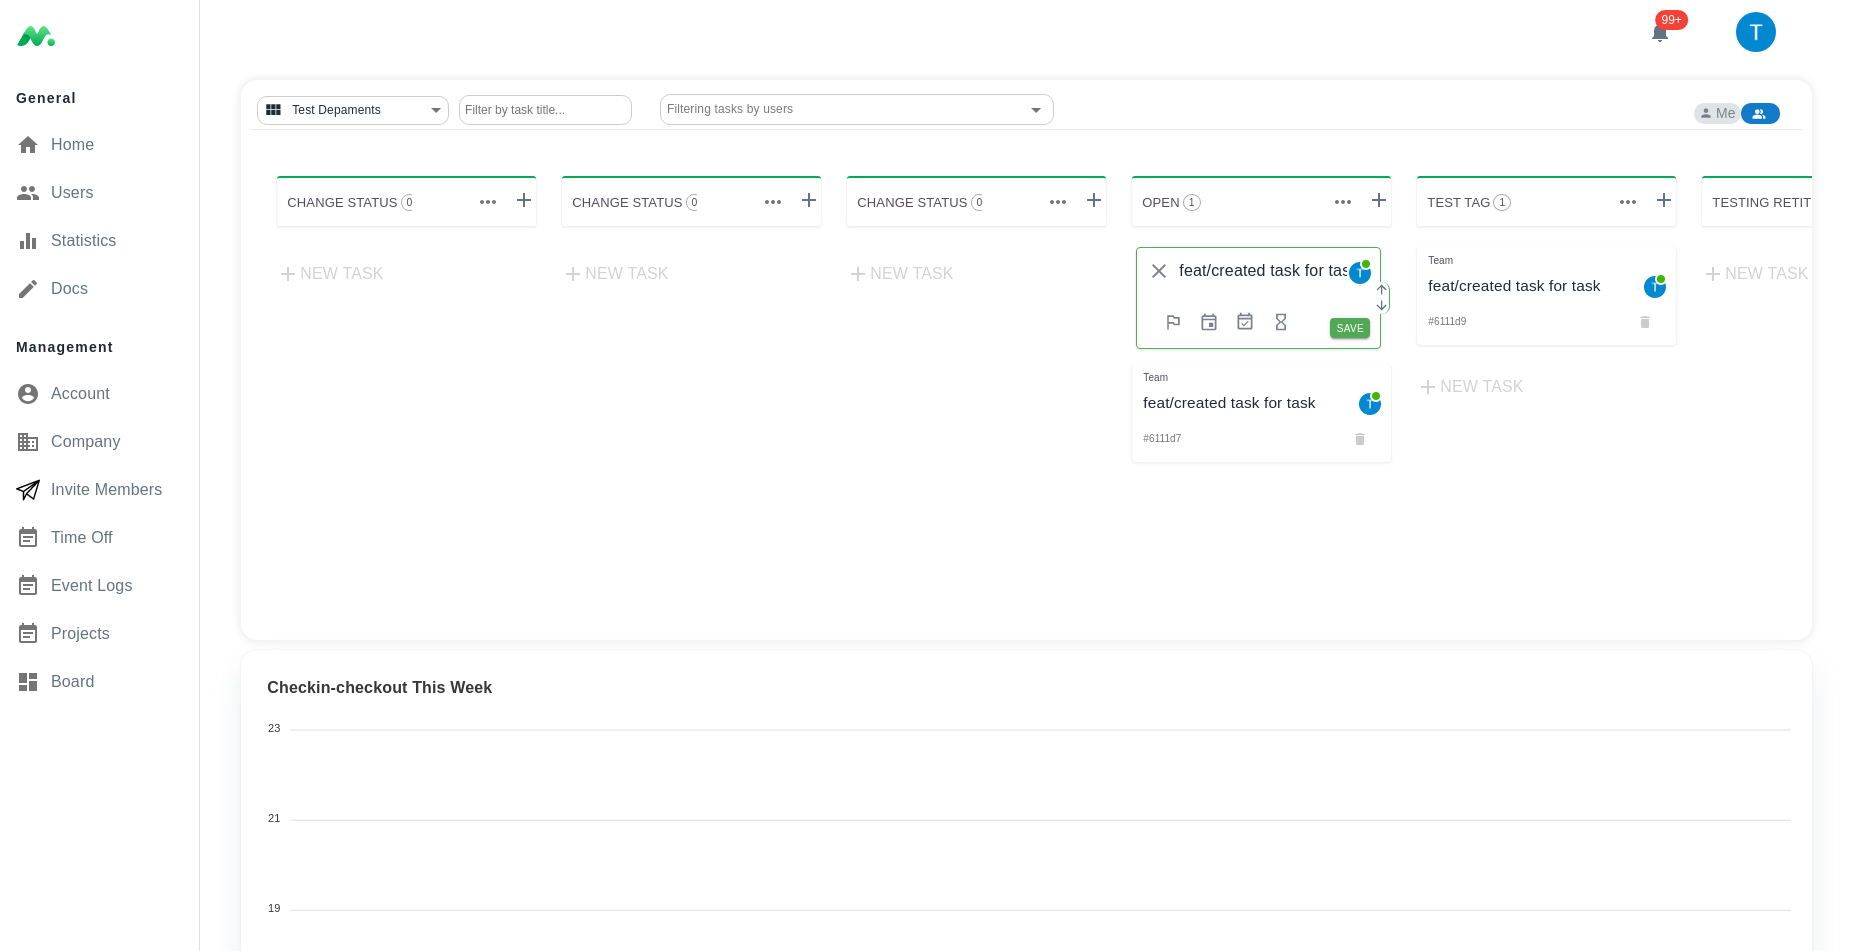 99+
T
General
Home
Users
Statistics
Docs
Management
Account
Company
Invite Members
Time Off
Event Logs
Projects
Board
Test Depaments
Filter by task title...
Filtering tasks by users
Me
CHANGE STATUS 0
NEW TASK
CHANGE STATUS 0
NEW TASK
CHANGE STATUS 0
NEW TASK
OPEN 1
feat/created task for tas
T
SAVE
Team
feat/created task for task
T
#6111d7
TEST TAG 1
Team
feat/created task for task
T
#6111d9
NEW TASK
TESTING RETIT
NEW TASK
Checkin-checkout This Week
23
21
19